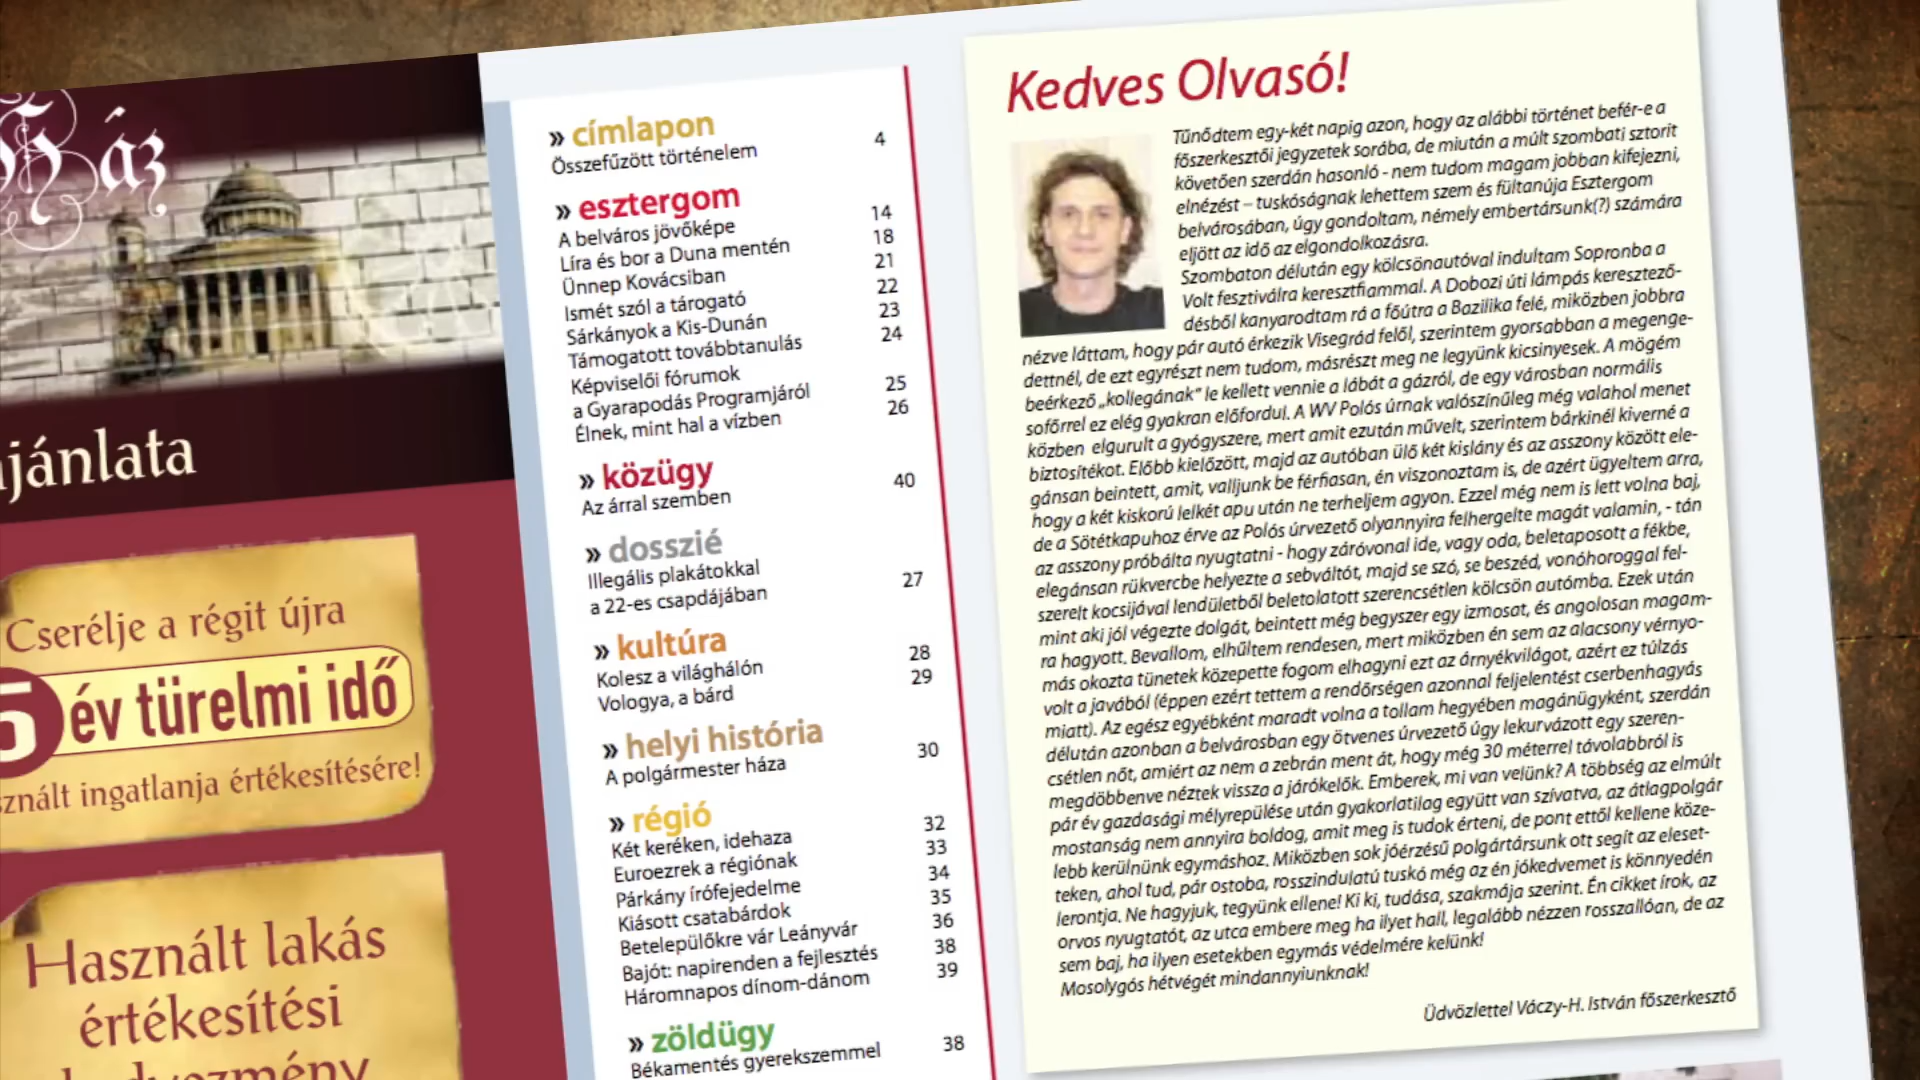 Ház
ajánlata
Cserélje a régit újra
5 év türelmi idő
ingatlanja értékesítésére!
Használt lakás
értékesítési
» címlapon
Összefűzött történelem 4
» esztergom
A belváros jövőképe 14
Líra és bor a Duna mentén 18
Ünnep Kovácsiban 21
Ismét szól a tárogató 22
Sárkányok a Kis-Dunán 23
Támogatott továbbtanulás 24
Képviselői fórumok
a Gyarapodás Programjáról 25
Élnek, mint hal a vízben 26
» közügy
Az árral szemben 40
» dosszié
Illegális plakátokkal
a 22-es csapdájában 27
» kultúra
Kolesz a világhálón 28
Vologya, a bárd 29
» helyi história
A polgármester háza 30
» régió
Két keréken, idehaza 32
Euroezrek a régiónak 33
Párkány írófejedelme 34
Kiásott csatabárdok 35
Betelepülőkre vár Leányvár 36
Bajót: napirenden a fejlesztés 38
Háromnapos dínom-dánom 39
» zöldügy
Békamentés gyerekszemmel 38
Kedves Olvasó!
Tűnődtem egy-két napig azon, hogy az alábbi történet befér-e a
főszerkesztői jegyzetek sorába, de miután a múlt szombati sztorit
követően szerdán hasonló - nem tudom magam jobban kifejezni,
elnézést – tuskóságnak lehettem szem és fültanúja Esztergom
belvárosában, úgy gondoltam, némely embertársunk(?) számára
eljött az idő az elgondolkozásra.
Szombaton délután egy kölcsönautóval indultam Sopronba a
Volt fesztiválra keresztfiammal. A Dobozi úti lámpás keresztező-
désből kanyarodtam rá a főútra a Bazilika felé, miközben jobbra
nézve láttam, hogy pár autó érkezik Visegrád felől, szerintem gyorsabban a megenge-
dettnél, de ezt egyrészt nem tudom, másrészt meg ne legyünk kicsinyesek. A mögém
beérkező „kollegának” le kellett vennie a lábát a gázról, de egy városban normális
sofőrrel ez elég gyakran előfordul. A WV Polós úrnak valószínűleg még valahol menet
közben elgurult a gyógyszere, mert amit ezután művelt, szerintem bárkinél kiverné a
biztosítékot. Előbb kielőzött, majd az autóban ülő két kislány és az asszony között ele-
gánsan beintett, amit, valljunk be férfiasan, én viszonoztam is, de azért ügyeltem arra,
hogy a két kiskorú lelkét apu után ne terheljem agyon. Ezzel még nem is lett volna baj,
de a Sötétkapuhoz érve az Polós úrvezető olyannyira felhergelte magát valamin, - tán
az asszony próbálta nyugtatni - hogy záróvonal ide, vagy oda, beletaposott a fékbe,
elegánsan rükvercbe helyezte a sebváltót, majd se szó, se beszéd, vonóhoroggal fel-
szerelt kocsijával lendületből beletolatott szerencsétlen kölcsön autómba. Ezek után
mint aki jól végezte dolgát, beintett még begyszer egy izmosat, és angolosan magam-
ra hagyott. Bevallom, elhűltem rendesen, mert miközben én sem az alacsony vérnyo-
más okozta tünetek közepette fogom elhagyni ezt az árnyékvilágot, azért ez túlzás
volt a javából (éppen ezért tettem a rendőrségen azonnal feljelentést cserbenhagyás
miatt). Az egész egyébként maradt volna a tollam hegyében magánügyként, szerdán
délután azonban a belvárosban egy ötvenes úrvezető úgy lekurvázott egy szeren-
csétlen nőt, amiért az nem a zebrán ment át, hogy még 30 méterrel távolabbról is
megdöbbenve néztek vissza a járókelők. Emberek, mi van velünk? A többség az elmúlt
pár év gazdasági mélyrepülése után gyakorlatilag együtt van szívatva, az átlagpolgár
mostanság nem annyira boldog, amit meg is tudok érteni, de pont ettől kellene köze-
lebb kerülnünk egymáshoz. Miközben sok jóérzésű polgártársunk ott segít az eleset-
teken, ahol tud, pár ostoba, rosszindulatú tuskó még az én jókedvemet is könnyedén
lerontja. Ne hagyjuk, tegyünk ellene! Ki ki, tudása, szakmája szerint. Én cikket írok, az
orvos nyugtatót, az utca embere meg ha ilyet hall, legalább nézzen rosszallóan, de az
sem baj, ha ilyen esetekben egymás védelmére kelünk!
Mosolygós hétvégét mindannyiunknak!
Üdvözlettel Váczy-H. István főszerkesztő